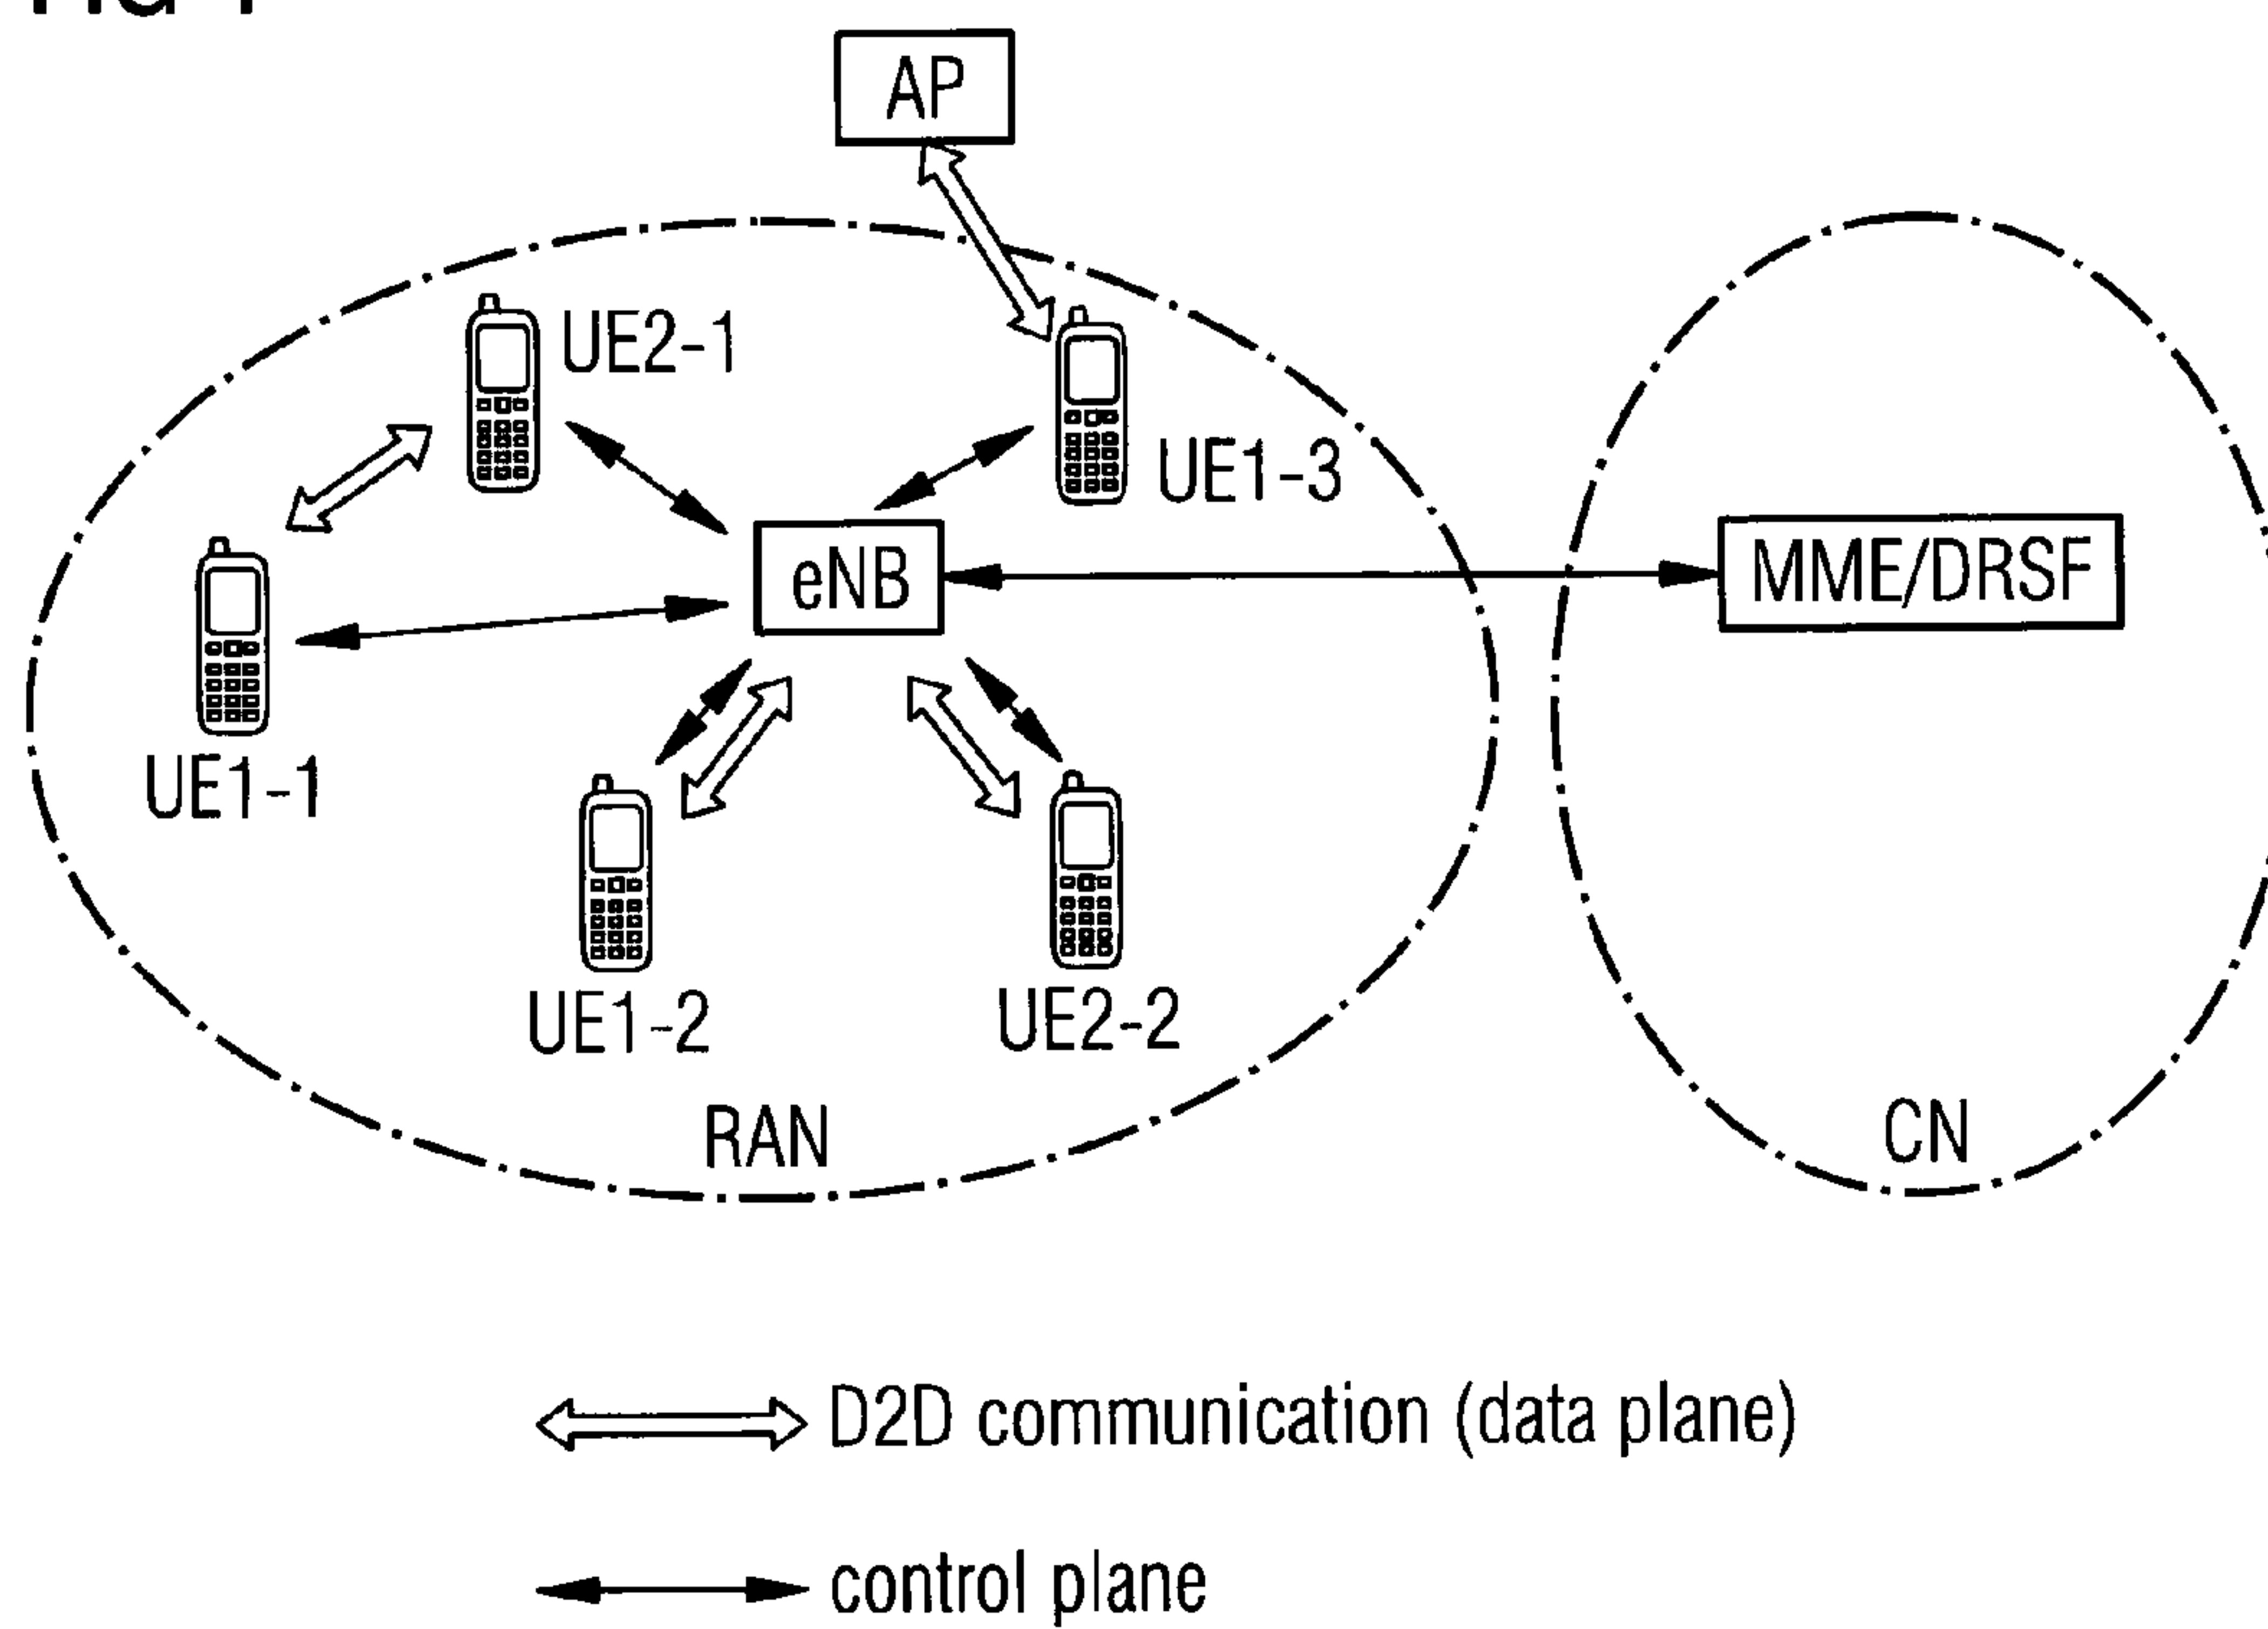 AP
UE2-1
UE1-3
eNB
MME/DRSF
UE1-1
UE1-2
UE2-2
RAN
CN
D2D communication (data plane)
control plane